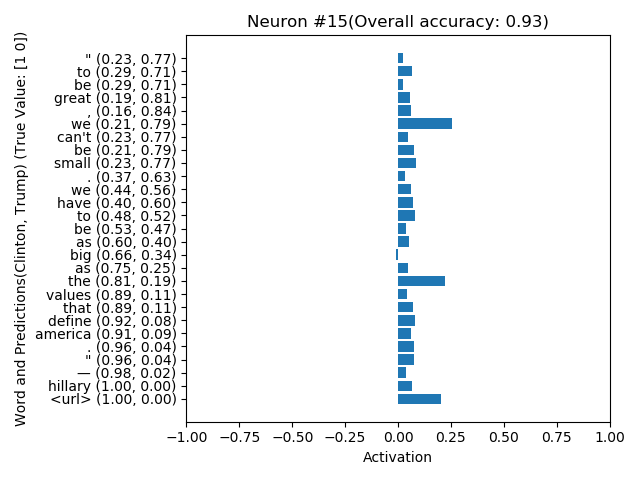 Neuron #15(Overall accuracy: 0.93)
Word and Predictions(Clinton, Trump) (True Value: [1 0])
" (0.23, 0.77)
to (0.29, 0.71)
be (0.29, 0.71)
great (0.19, 0.81)
, (0.16, 0.84)
we (0.21, 0.79)
can't (0.23, 0.77)
be (0.21, 0.79)
small (0.23, 0.77)
. (0.37, 0.63)
we (0.44, 0.56)
have (0.40, 0.60)
to (0.48, 0.52)
be (0.53, 0.47)
as (0.60, 0.40)
big (0.66, 0.34)
as (0.75, 0.25)
the (0.81, 0.19)
values (0.89, 0.11)
that (0.89, 0.11)
define (0.92, 0.08)
america (0.91, 0.09)
. (0.96, 0.04)
" (0.96, 0.04)
— (0.98, 0.02)
hillary (1.00, 0.00)
<url> (1.00, 0.00)
−1.00 −0.75 −0.50 −0.25 0.00 0.25 0.50 0.75 1.00
Activation